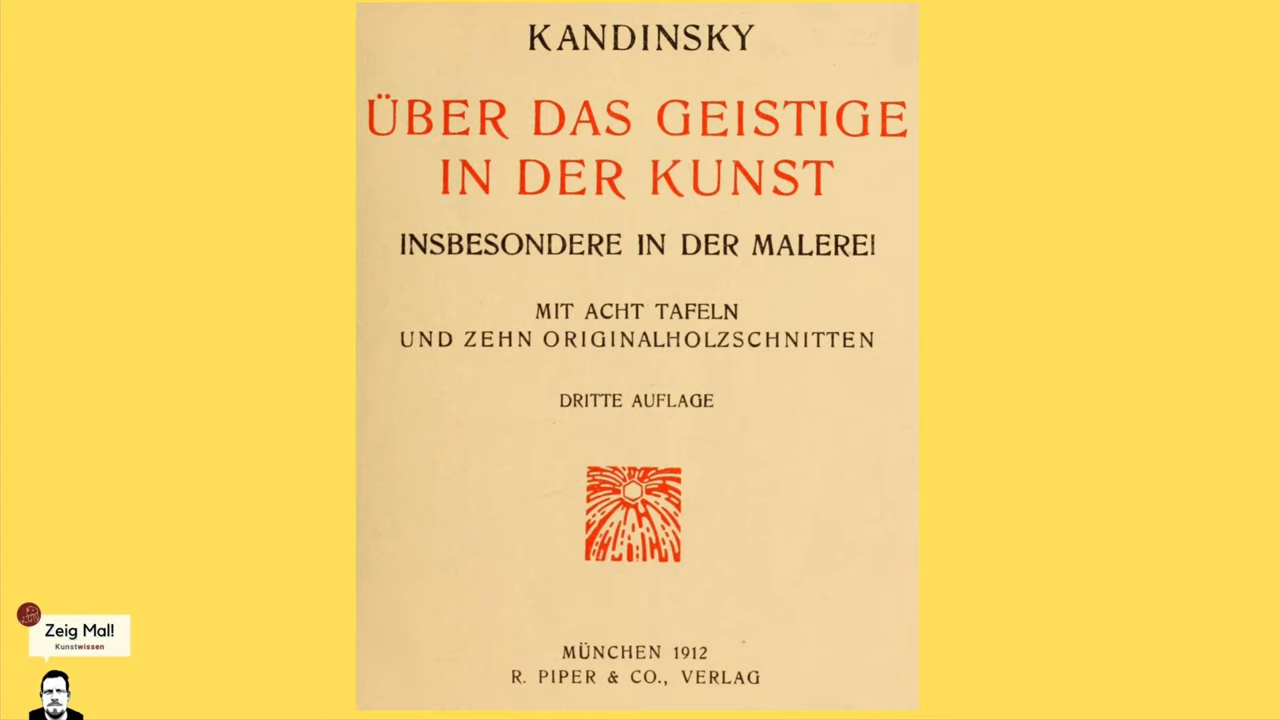 KANDINSKY
ÜBER DAS GEISTIGE
IN DER KUNST
INSBESONDERE IN DER MALEREI
MIT ACHT TAFELN
UND ZEHN ORIGINALHOLZSCHNITTEN
DRITTE AUFLAGE
MÜNCHEN 1912
R. PIPER & CO., VERLAG
Zeig Mal!
Kunstwissen